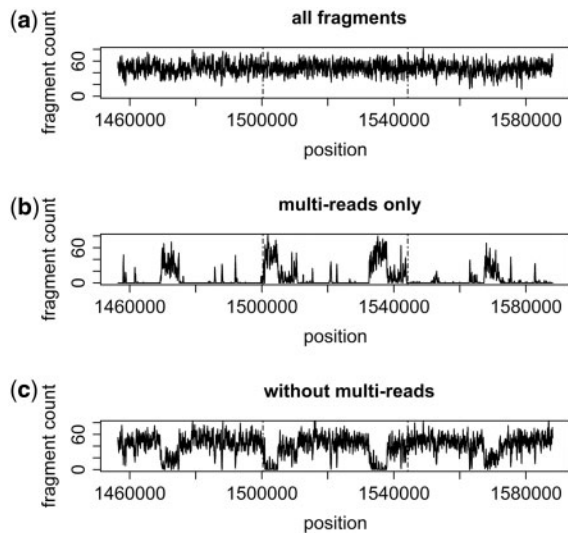 (a) all fragments
fragment count
60
0
1460000 1500000 1540000 1580000
position
(b) multi-reads only
fragment count
60
0
1460000 1500000 1540000 1580000
position
(c) without multi-reads
fragment count
60
0
1460000 1500000 1540000 1580000
position